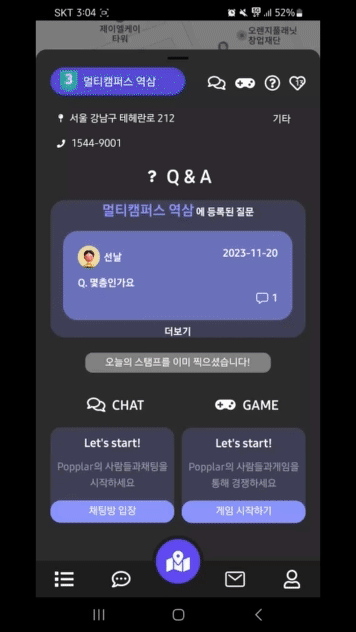 SKT 3:04
52%
제이엘케이
타워
오렌지플래닛
창업재단
3 멀티캠퍼스 역삼
13
서울 강남구 테헤란로 212
기타
1544-9001
? Q & A
멀티캠퍼스 역삼 에 등록된 질문
선날
2023-11-20
Q. 몇층인가요
1
더보기
오늘의 스탬프를 이미 찍으셨습니다!
CHAT
GAME
Let's start!
Popplar의 사람들과채팅을
시작하세요
채팅방 입장
Let's start!
Popplar의 사람들과게임을
통해 경쟁하세요
게임 시작하기